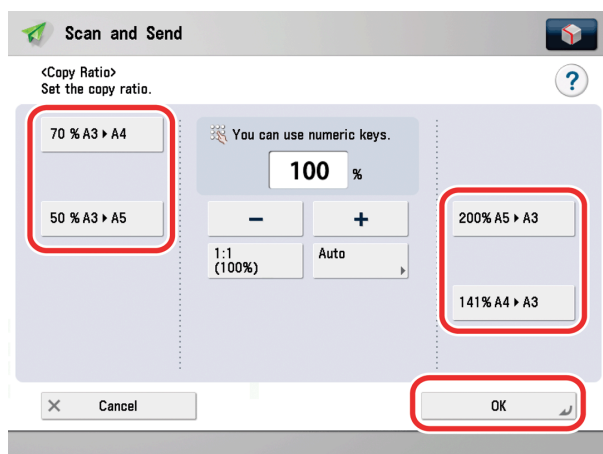 Scan and Send
<Copy Ratio>
Set the copy ratio.
?
70 % A3 ▶ A4
50 % A3 ▶ A5
You can use numeric keys.
100 %
−
+
1:1
(100%)
Auto
200% A5 ▶ A3
141% A4 ▶ A3
× Cancel
OK